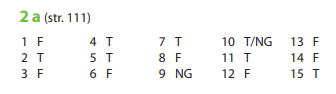 2 a (str. 111)
1 F 4 T 7 T 10 T/NG 13 F
2 T 5 T 8 F 11 T 14 F
3 F 6 F 9 NG 12 F 15 T